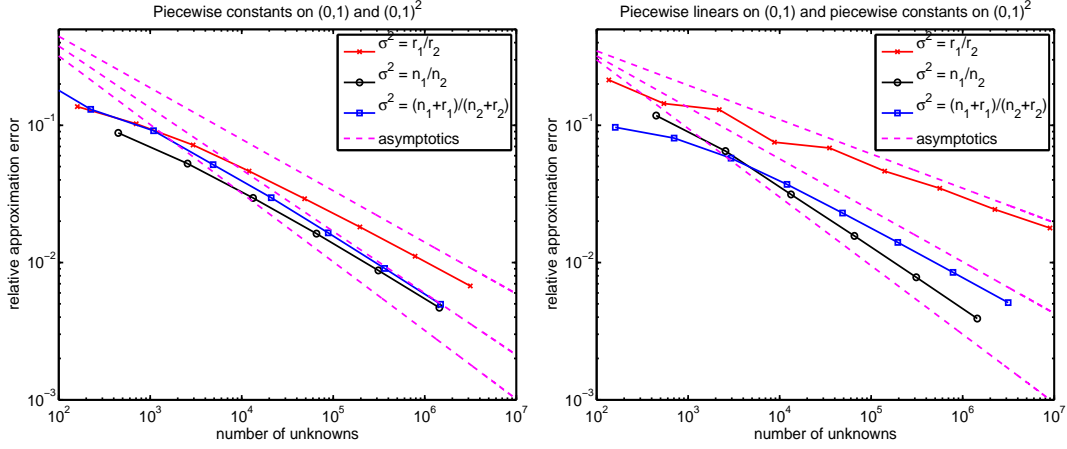 Piecewise constants on (0,1) and (0,1)²
relative approximation error
10⁻¹
10⁻²
10⁻³
10² 10³ 10⁴ 10⁵ 10⁶ 10⁷
number of unknowns
σ² = r₁/r₂
σ² = n₁/n₂
σ² = (n₁+r₁)/(n₂+r₂)
asymptotics
Piecewise linears on (0,1) and piecewise constants on (0,1)²
relative approximation error
10⁻¹
10⁻²
10⁻³
10² 10³ 10⁴ 10⁵ 10⁶ 10⁷
number of unknowns
σ² = r₁/r₂
σ² = n₁/n₂
σ² = (n₁+r₁)/(n₂+r₂)
asymptotics